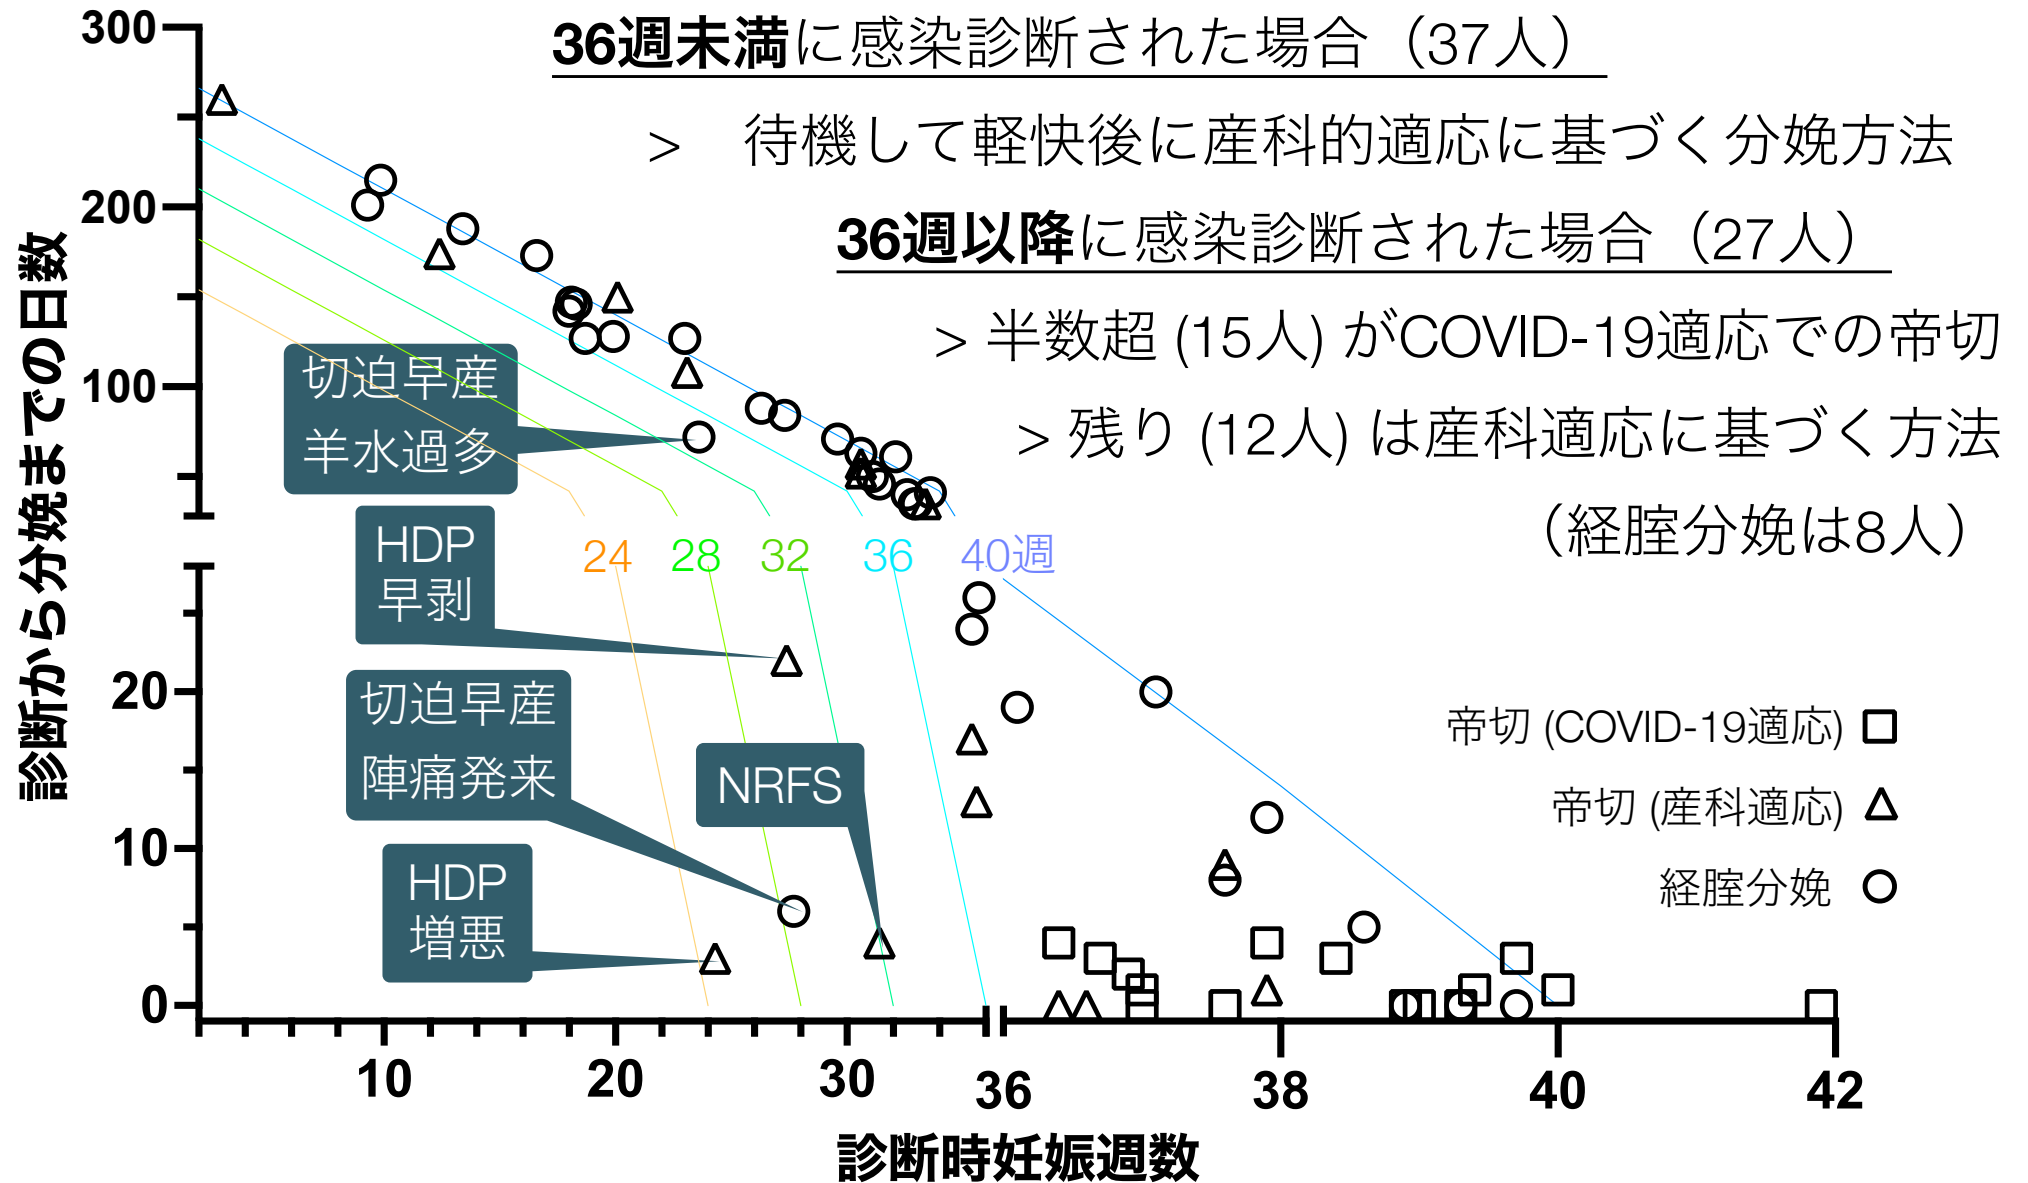 36週未満に感染診断された場合（37人）
> 待機して軽快後に産科的適応に基づく分娩方法
36週以降に感染診断された場合（27人）
> 半数超 (15人) がCOVID-19適応での帝切
> 残り (12人) は産科適応に基づく方法
（経腟分娩は8人）
診断から分娩までの日数
300
200
100
20
10
0
切迫早産
羊水過多
HDP
早剥
切迫早産
陣痛発来
NRFS
HDP
増悪
24 28 32 36 40週
帝切 (COVID-19適応)
帝切 (産科適応)
経腟分娩
10 20 30 36 38 40 42
診断時妊娠週数